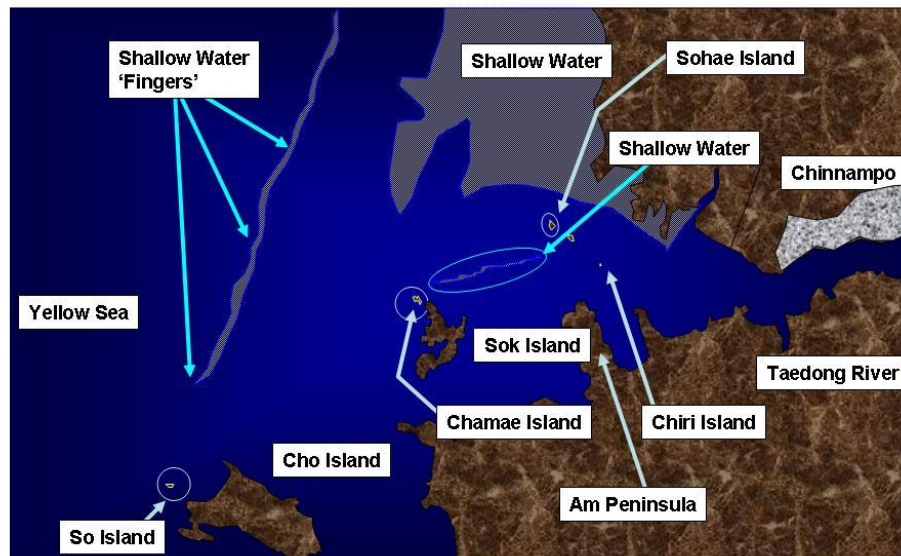 Shallow Water
‘Fingers’
Shallow Water
Sohae Island
Shallow Water
Chinnampo
Yellow Sea
Sok Island
Taedong River
Chamae Island
Chiri Island
Cho Island
Am Peninsula
So Island